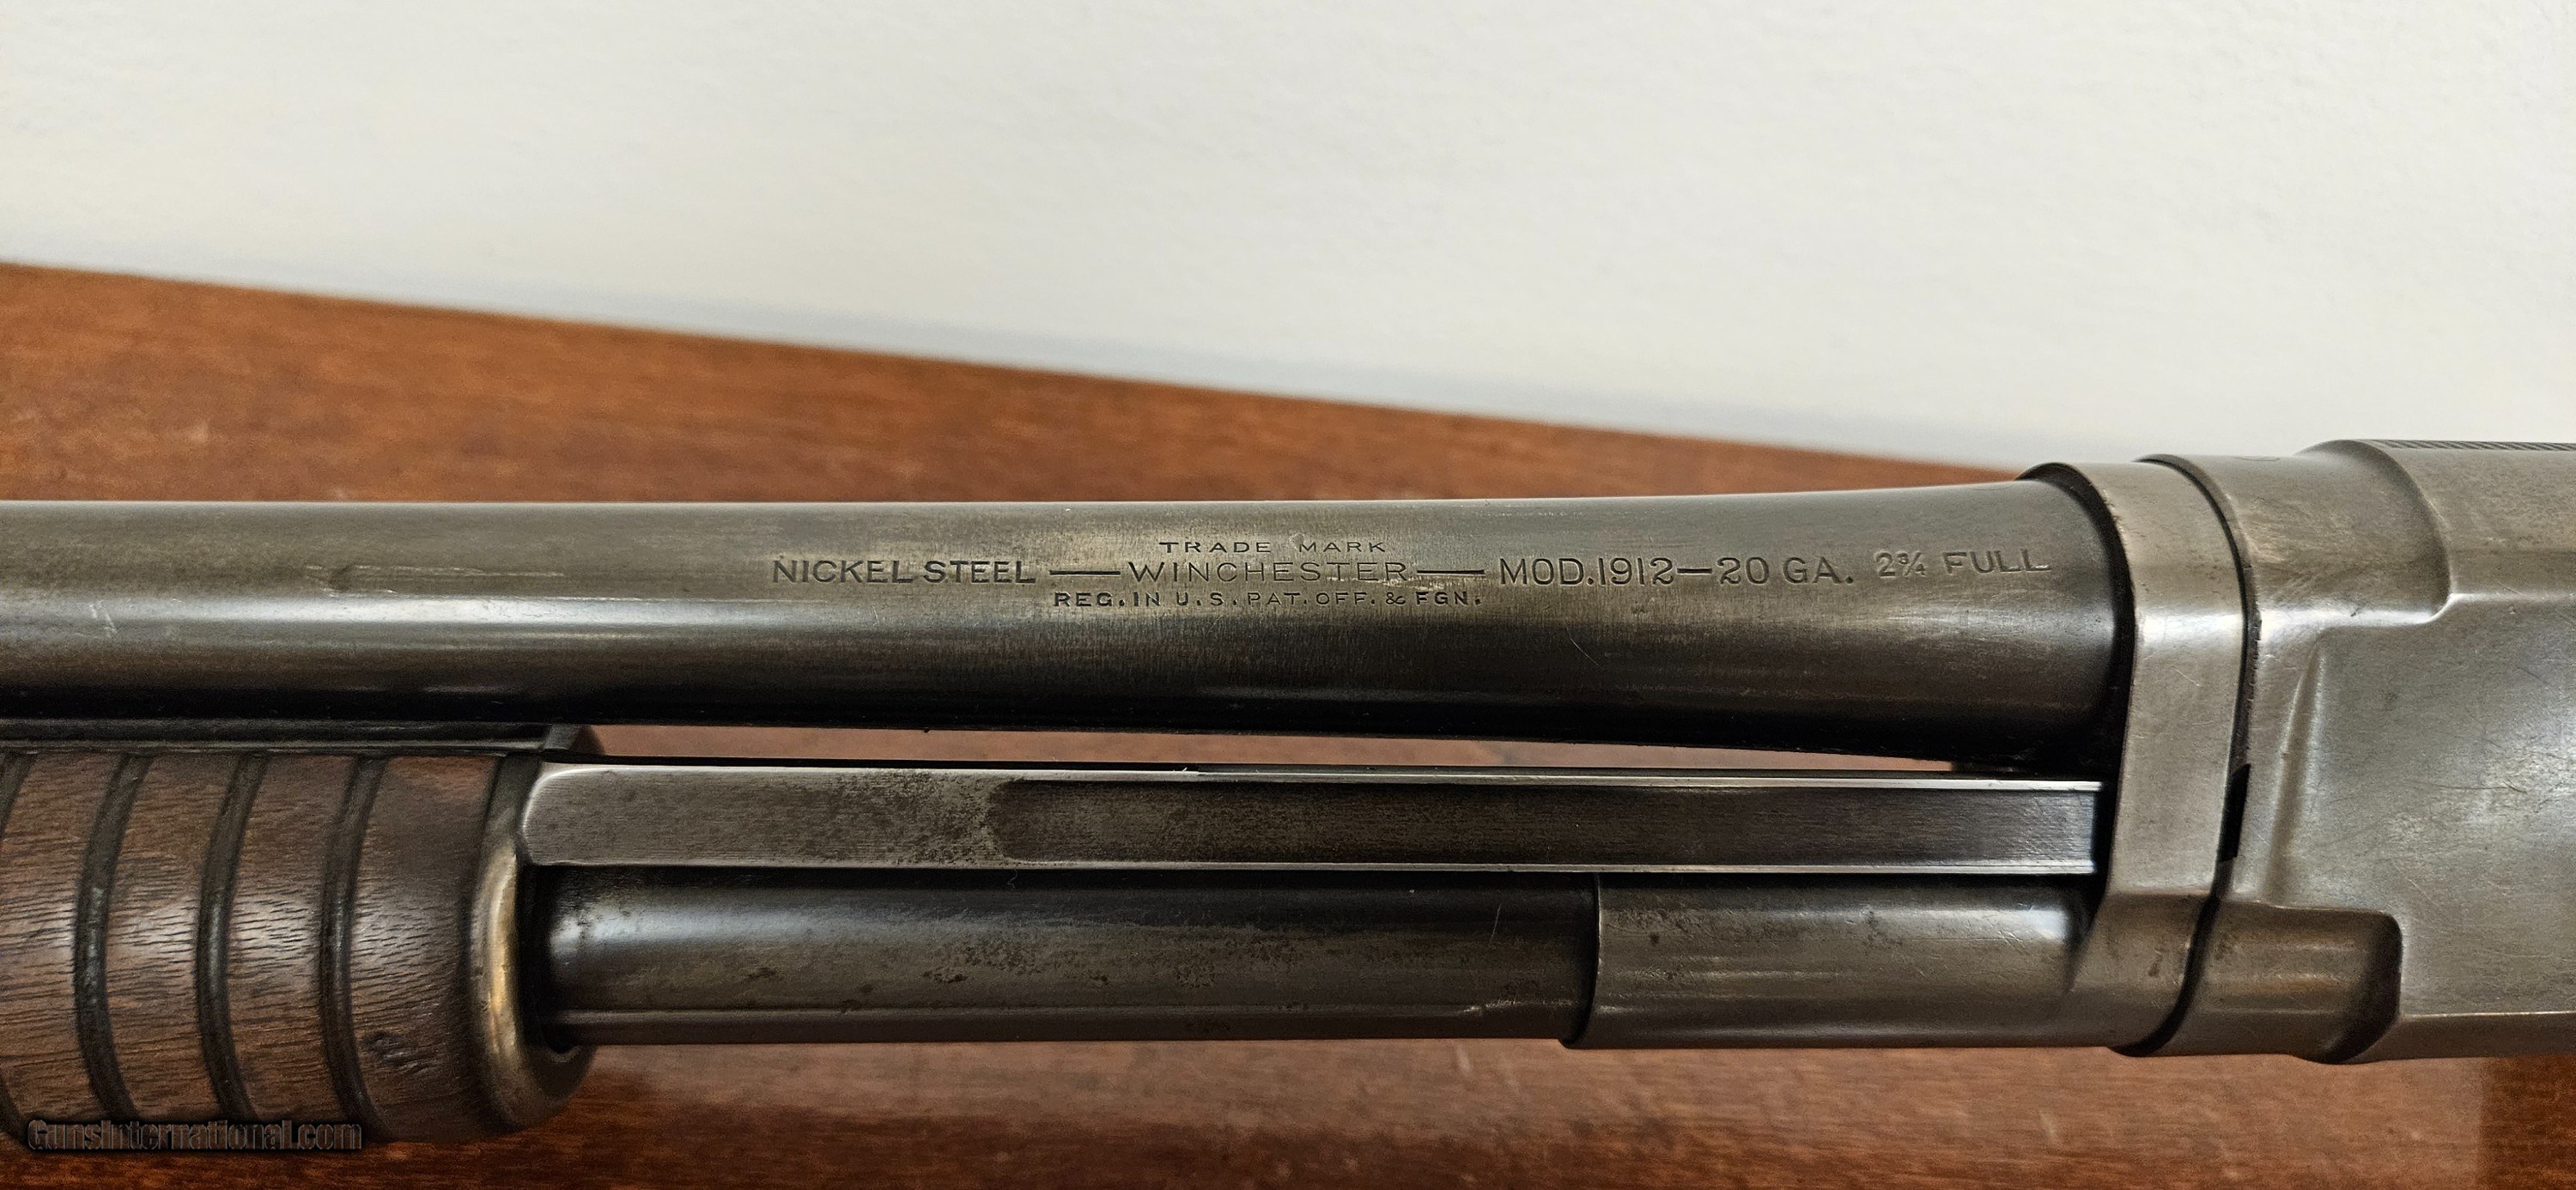 TRADE MARK
NICKEL STEEL — WINCHESTER — MOD.1912—20 GA. 2¾ FULL
REG.IN U.S.PAT.OFF. & FGN.
GunsInternational.com